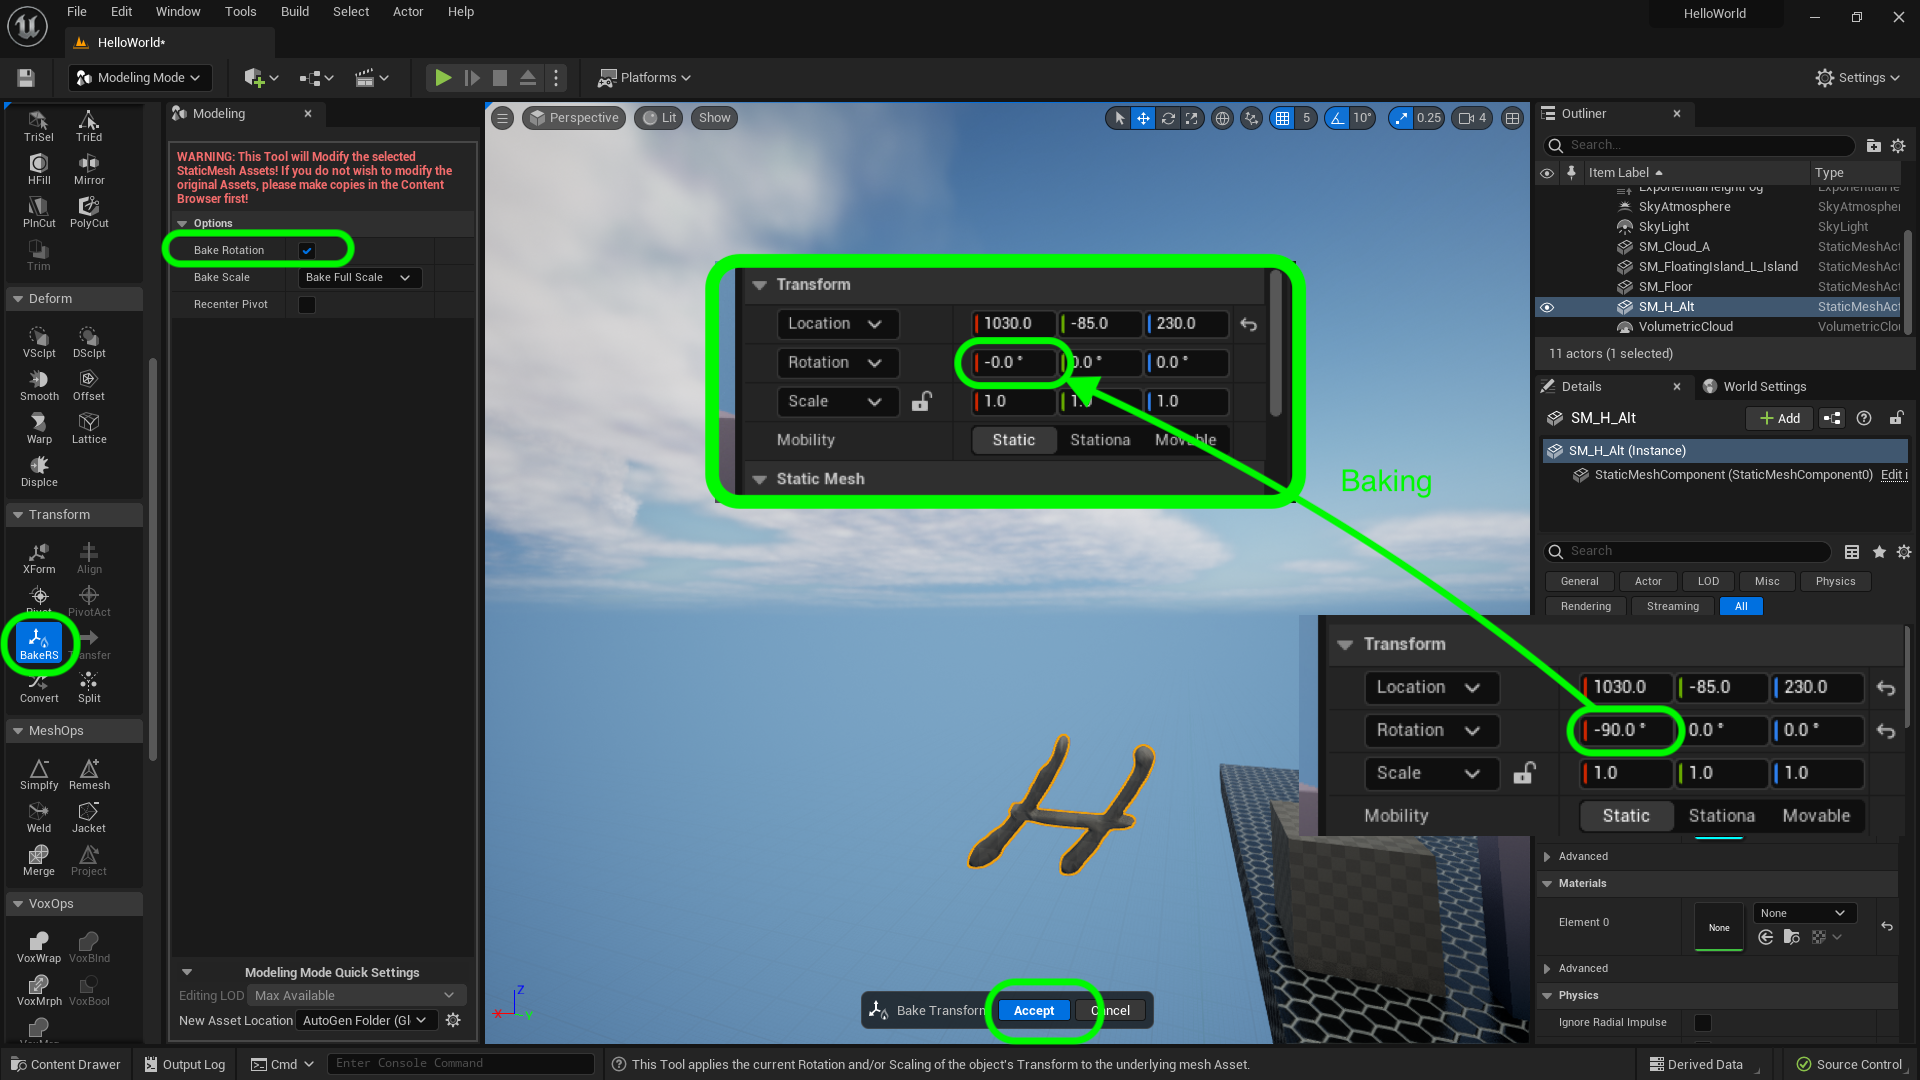 File Edit Window Tools Build Select Actor Help
HelloWorld
HelloWorld*
Modeling Mode
Platforms
Settings
TriSel TriEd
HFill Mirror
PlnCut PolyCut
Trim
Deform
VSclpt DSclpt
Smooth Offset
Warp Lattice
Displce
Transform
XForm Align
Pivot PivotAct
BakeRS
Convert Split
MeshOps
Simplfy Remesh
Weld Jacket
Merge Project
VoxOps
VoxWrap VoxBlnd
VoxMrph VoxBool
Modeling
WARNING: This Tool will Modify the selected
StaticMesh Assets! If you do not wish to modify the
original Assets, please make copies in the Content
Browser first!
Options
Bake Rotation
Bake Scale Bake Full Scale
Recenter Pivot
Modeling Mode Quick Settings
Editing LOD Max Available
New Asset Location AutoGen Folder (Gl
Perspective Lit Show
5 10° 0.25 4
Transform
Location 1030.0 -85.0 230.0
Rotation -0.0 ° 0.0 ° 0.0 °
Scale 1.0 1.0 1.0
Mobility Static Stationa Movable
Static Mesh
Baking
Z
X
Y
Bake Transform Accept Cancel
Outliner
Search...
Item Label Type
ExponentialHeightFog ExponentialHe
SkyAtmosphere SkyAtmospher
SkyLight SkyLight
SM_Cloud_A StaticMeshAct
SM_FloatingIsland_L_Island StaticMeshAct
SM_Floor StaticMeshAct
SM_H_Alt StaticMeshAct
VolumetricCloud VolumetricClou
11 actors (1 selected)
Details World Settings
SM_H_Alt Add
SM_H_Alt (Instance)
StaticMeshComponent (StaticMeshComponent0) Edit i
Search
General Actor LOD Misc Physics
Rendering Streaming All
Transform
Location 1030.0 -85.0 230.0
Rotation -90.0 ° 0.0 ° 0.0 °
Scale 1.0 1.0 1.0
Mobility Static Stationa Movable
Advanced
Materials
Element 0 None None
Advanced
Physics
Ignore Radial Impulse
Content Drawer Output Log Cmd Enter Console Command This Tool applies the current Rotation and/or Scaling of the object's Transform to the underlying mesh Asset. Derived Data Source Control